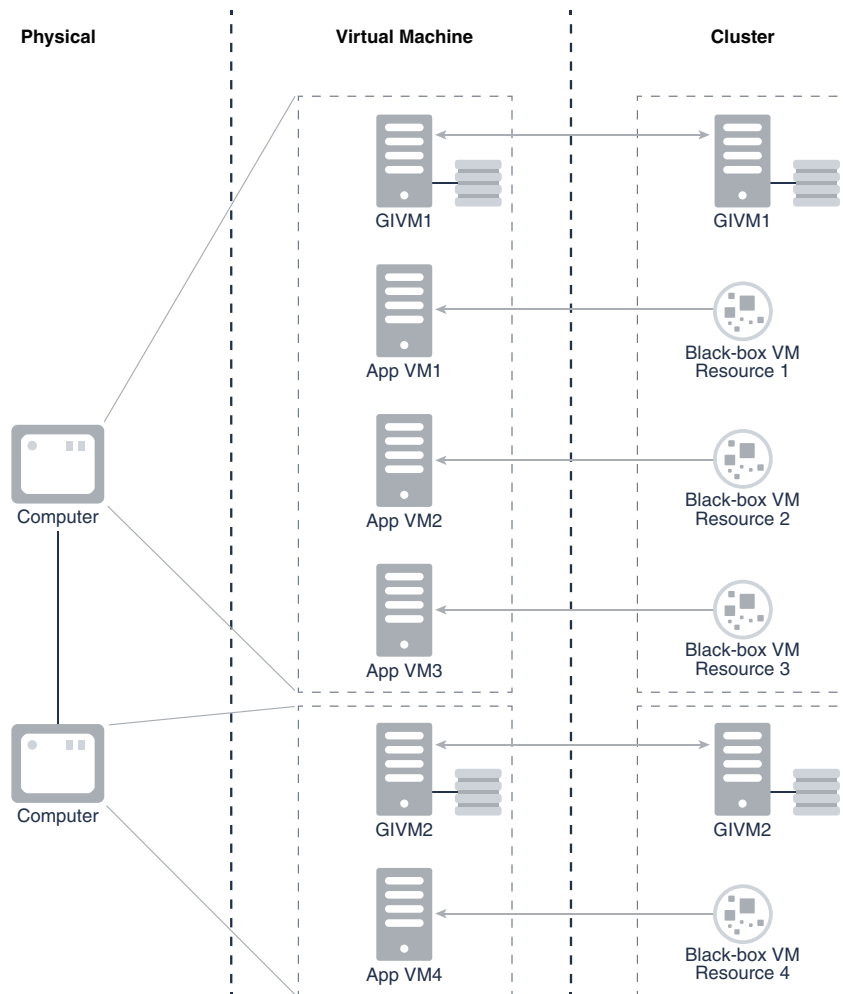 Physical
Virtual Machine
Cluster
GIVM1
GIVM1
App VM1
Black-box VM
Resource 1
App VM2
Black-box VM
Resource 2
Computer
App VM3
Black-box VM
Resource 3
Computer
GIVM2
GIVM2
App VM4
Black-box VM
Resource 4